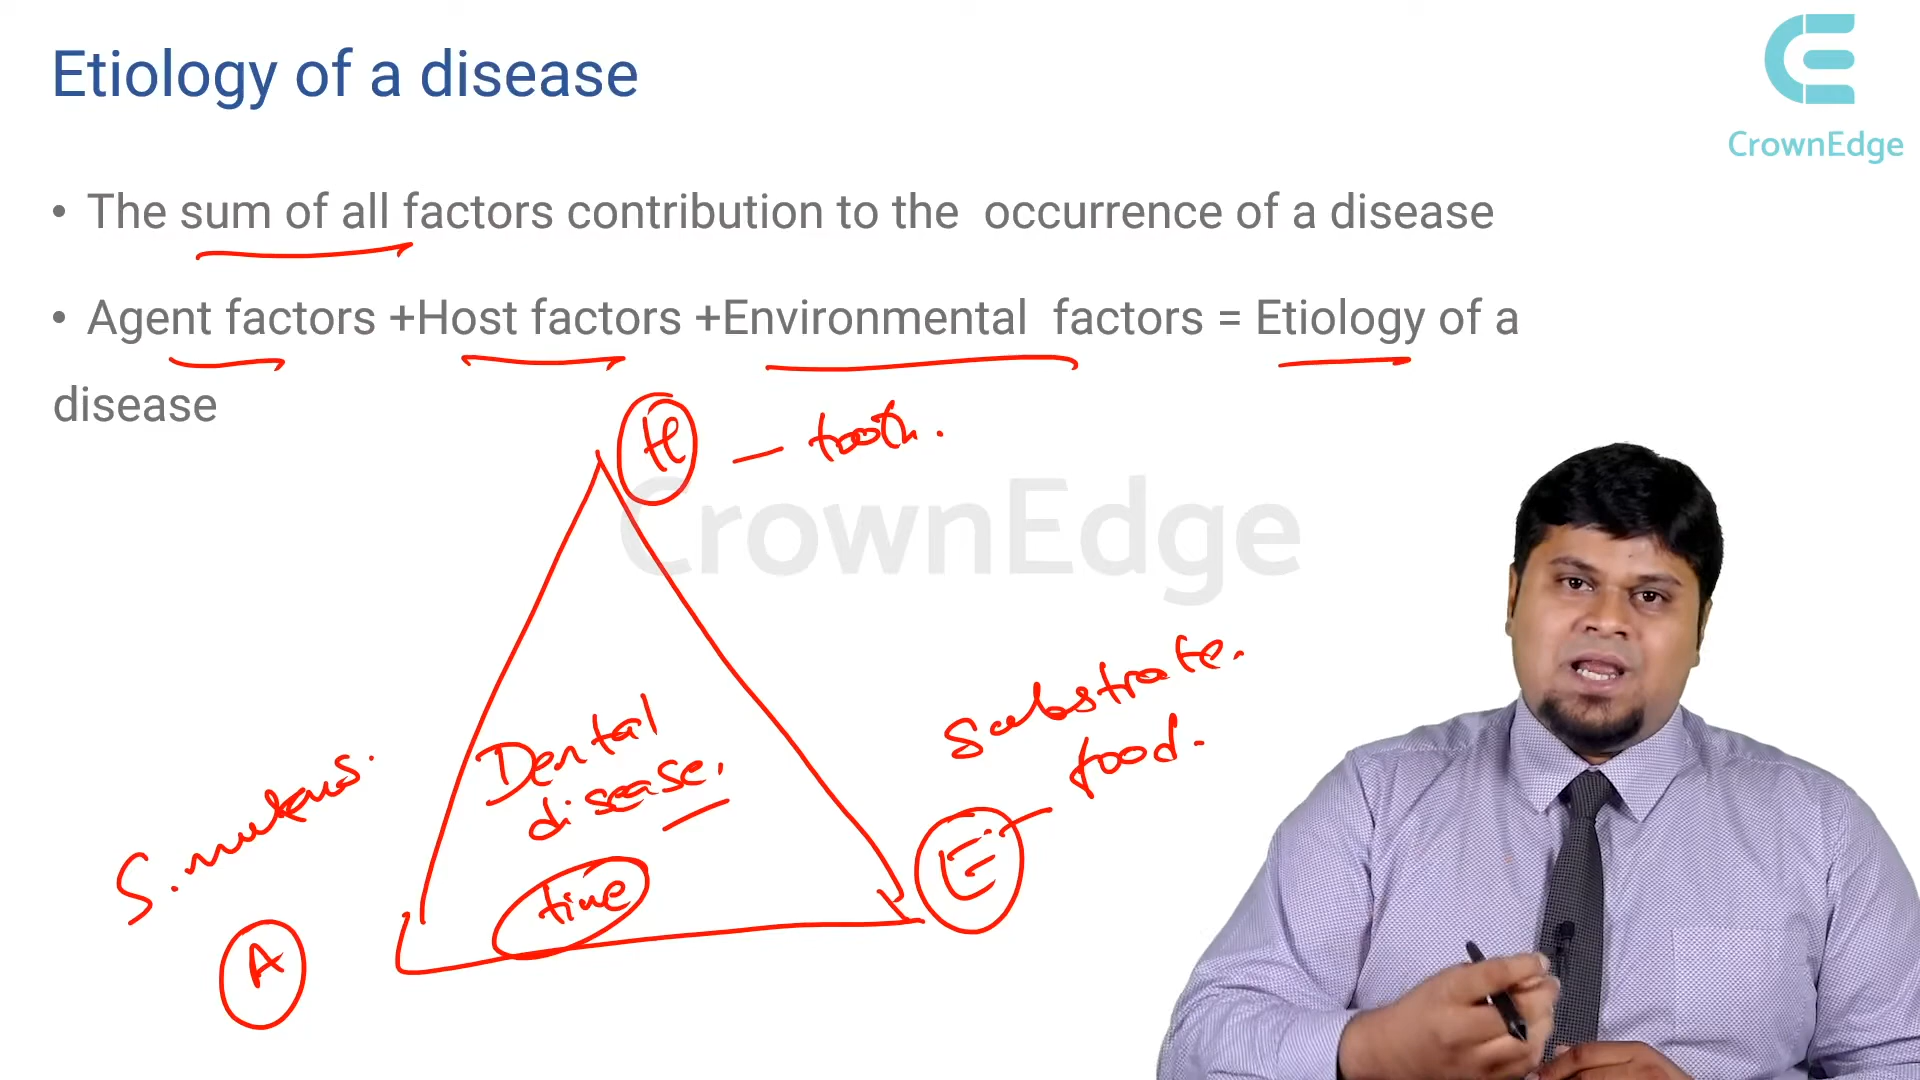 Etiology of a disease
CrownEdge
• The sum of all factors contribution to the occurrence of a disease
• Agent factors +Host factors +Environmental factors = Etiology of a
disease
H - tooth.
CrownEdge
Substrate.
food.
Dental
disease.
S. mutans.
time
E
A